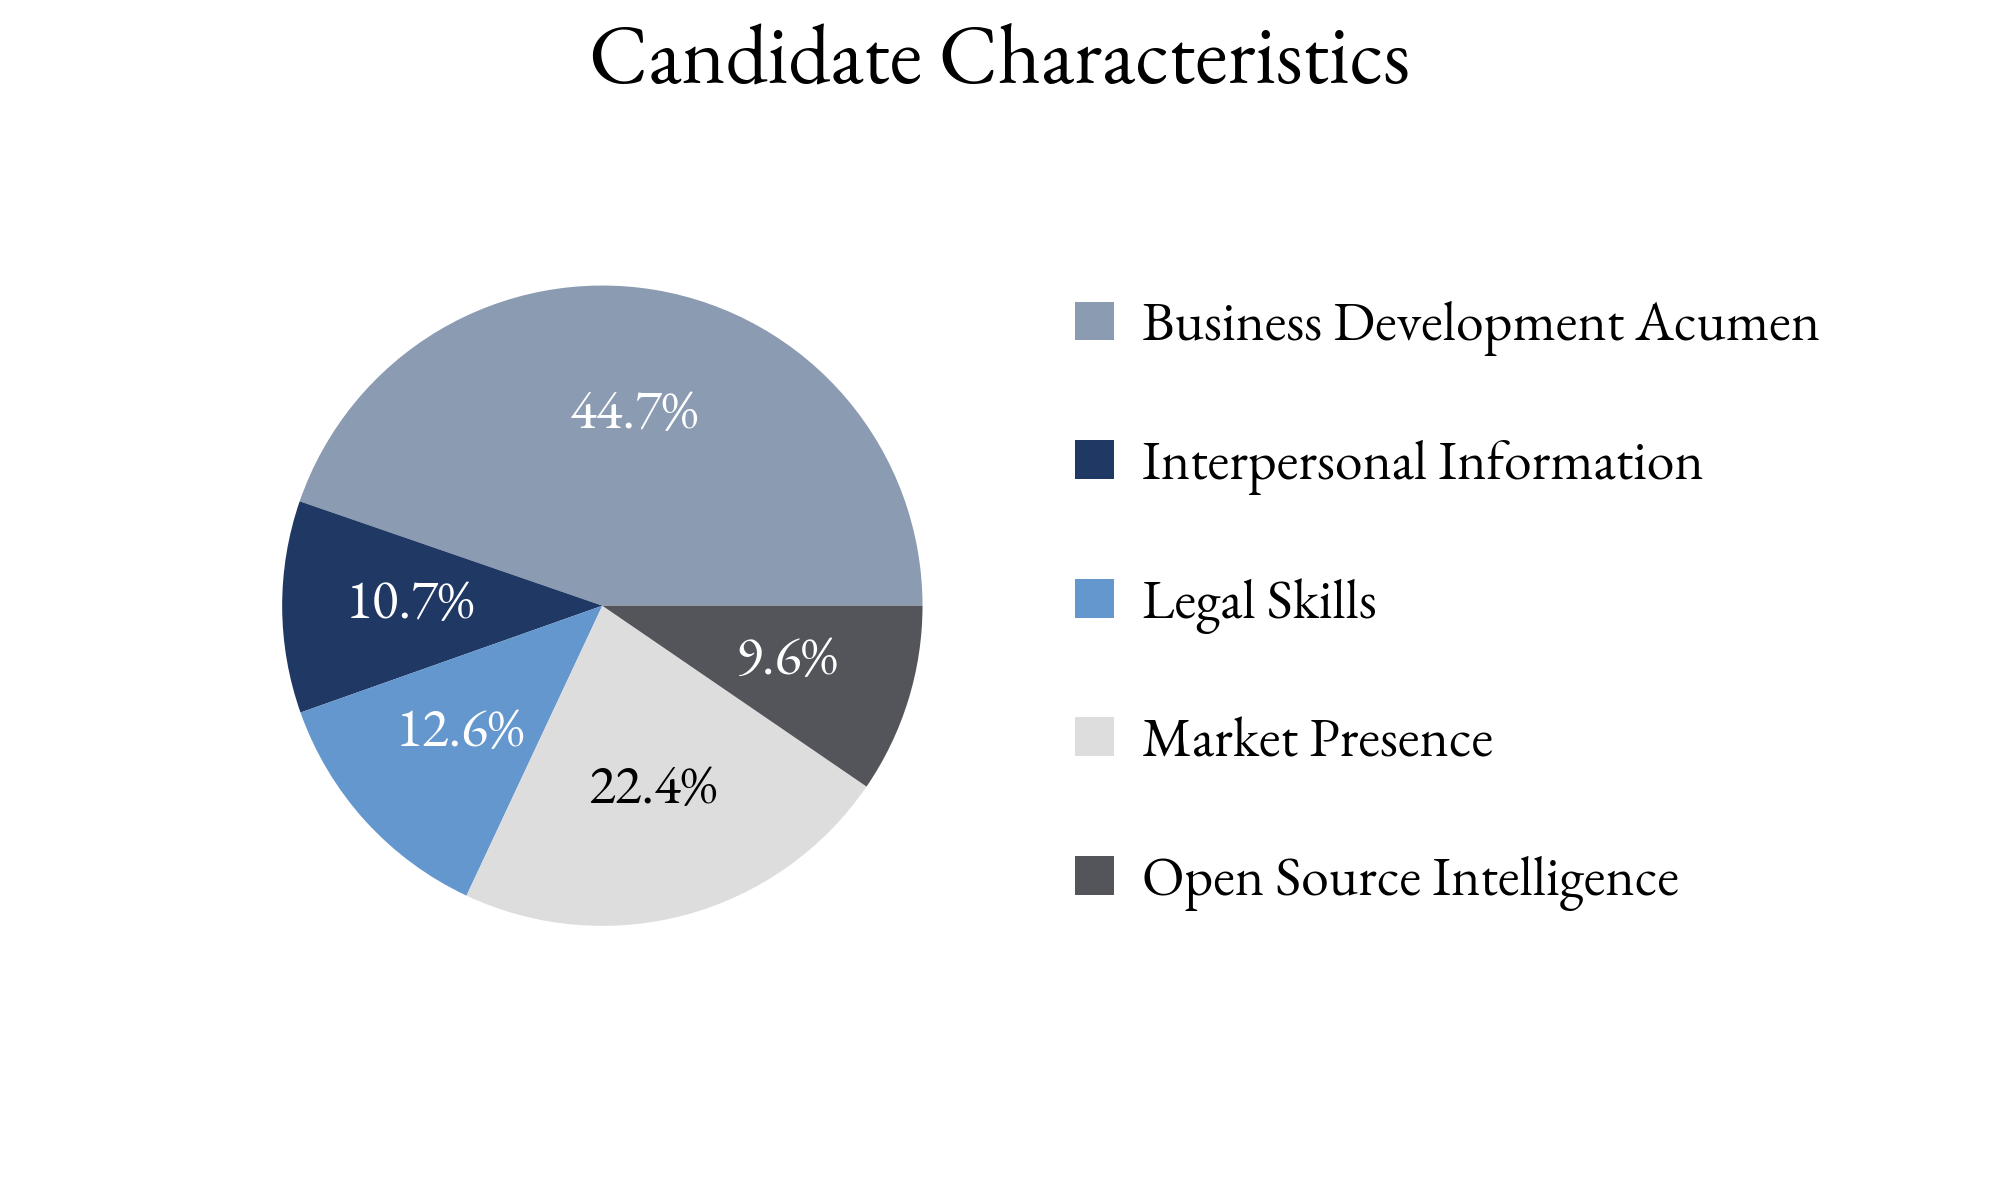 Candidate Characteristics
44.7%
10.7%
12.6%
22.4%
9.6%
Business Development Acumen
Interpersonal Information
Legal Skills
Market Presence
Open Source Intelligence